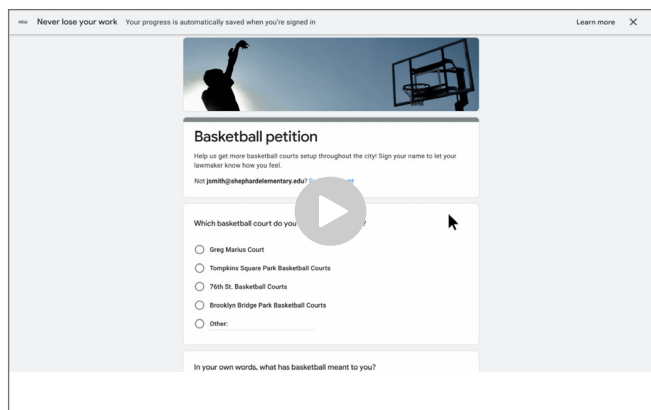 NEW Never lose your work Your progress is automatically saved when you're signed in Learn more
Basketball petition
Help us get more basketball courts setup throughout the city! Sign your name to let your
lawmaker know how you feel.
Not jsmith@shephardelementary.edu?
Which basketball court do you ?
Greg Marius Court
Tompkins Square Park Basketball Courts
76th St. Basketball Courts
Brooklyn Bridge Park Basketball Courts
Other:
In your own words, what has basketball meant to you?